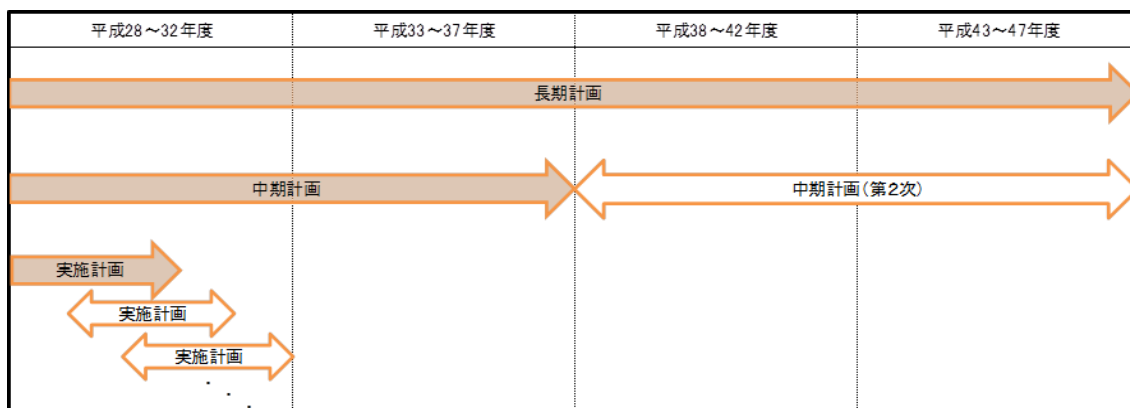 平成28～32年度
平成33～37年度
平成38～42年度
平成43～47年度
長期計画
中期計画
中期計画（第２次）
実施計画
実施計画
実施計画